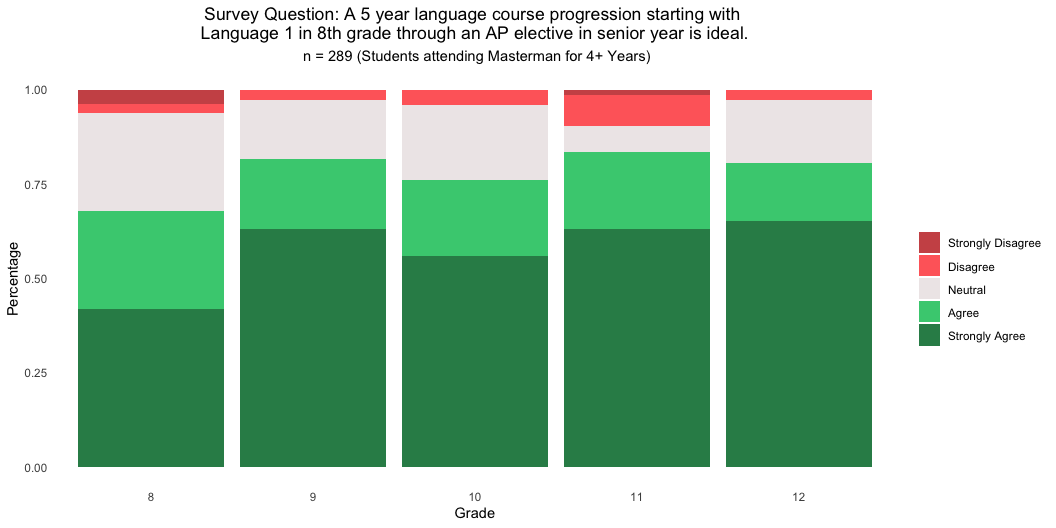 Survey Question: A 5 year language course progression starting with
Language 1 in 8th grade through an AP elective in senior year is ideal.
n = 289 (Students attending Masterman for 4+ Years)
1.00
0.75
0.50
0.25
0.00
Percentage
8
9
10
11
12
Grade
Strongly Disagree
Disagree
Neutral
Agree
Strongly Agree